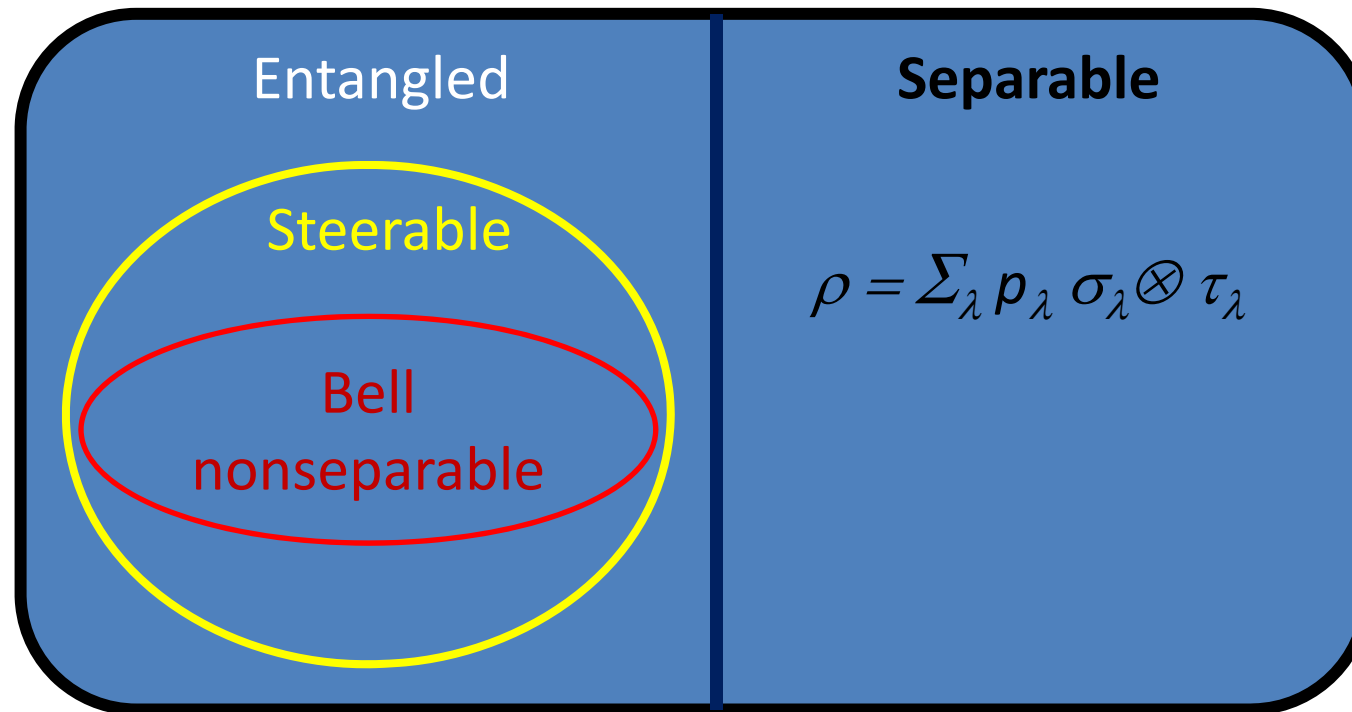 Entangled
Separable
Steerable
ρ = Σ_λ p_λ σ_λ ⊗ τ_λ
Bell
nonseparable